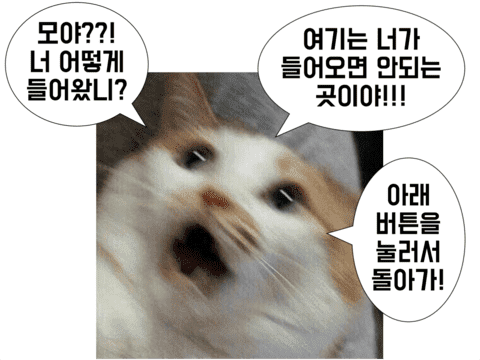 모야??!
너 어떻게
들어왔니?
여기는 너가
들어오면 안되는
곳이야!!!
아래
버튼을
눌러서
돌아가!